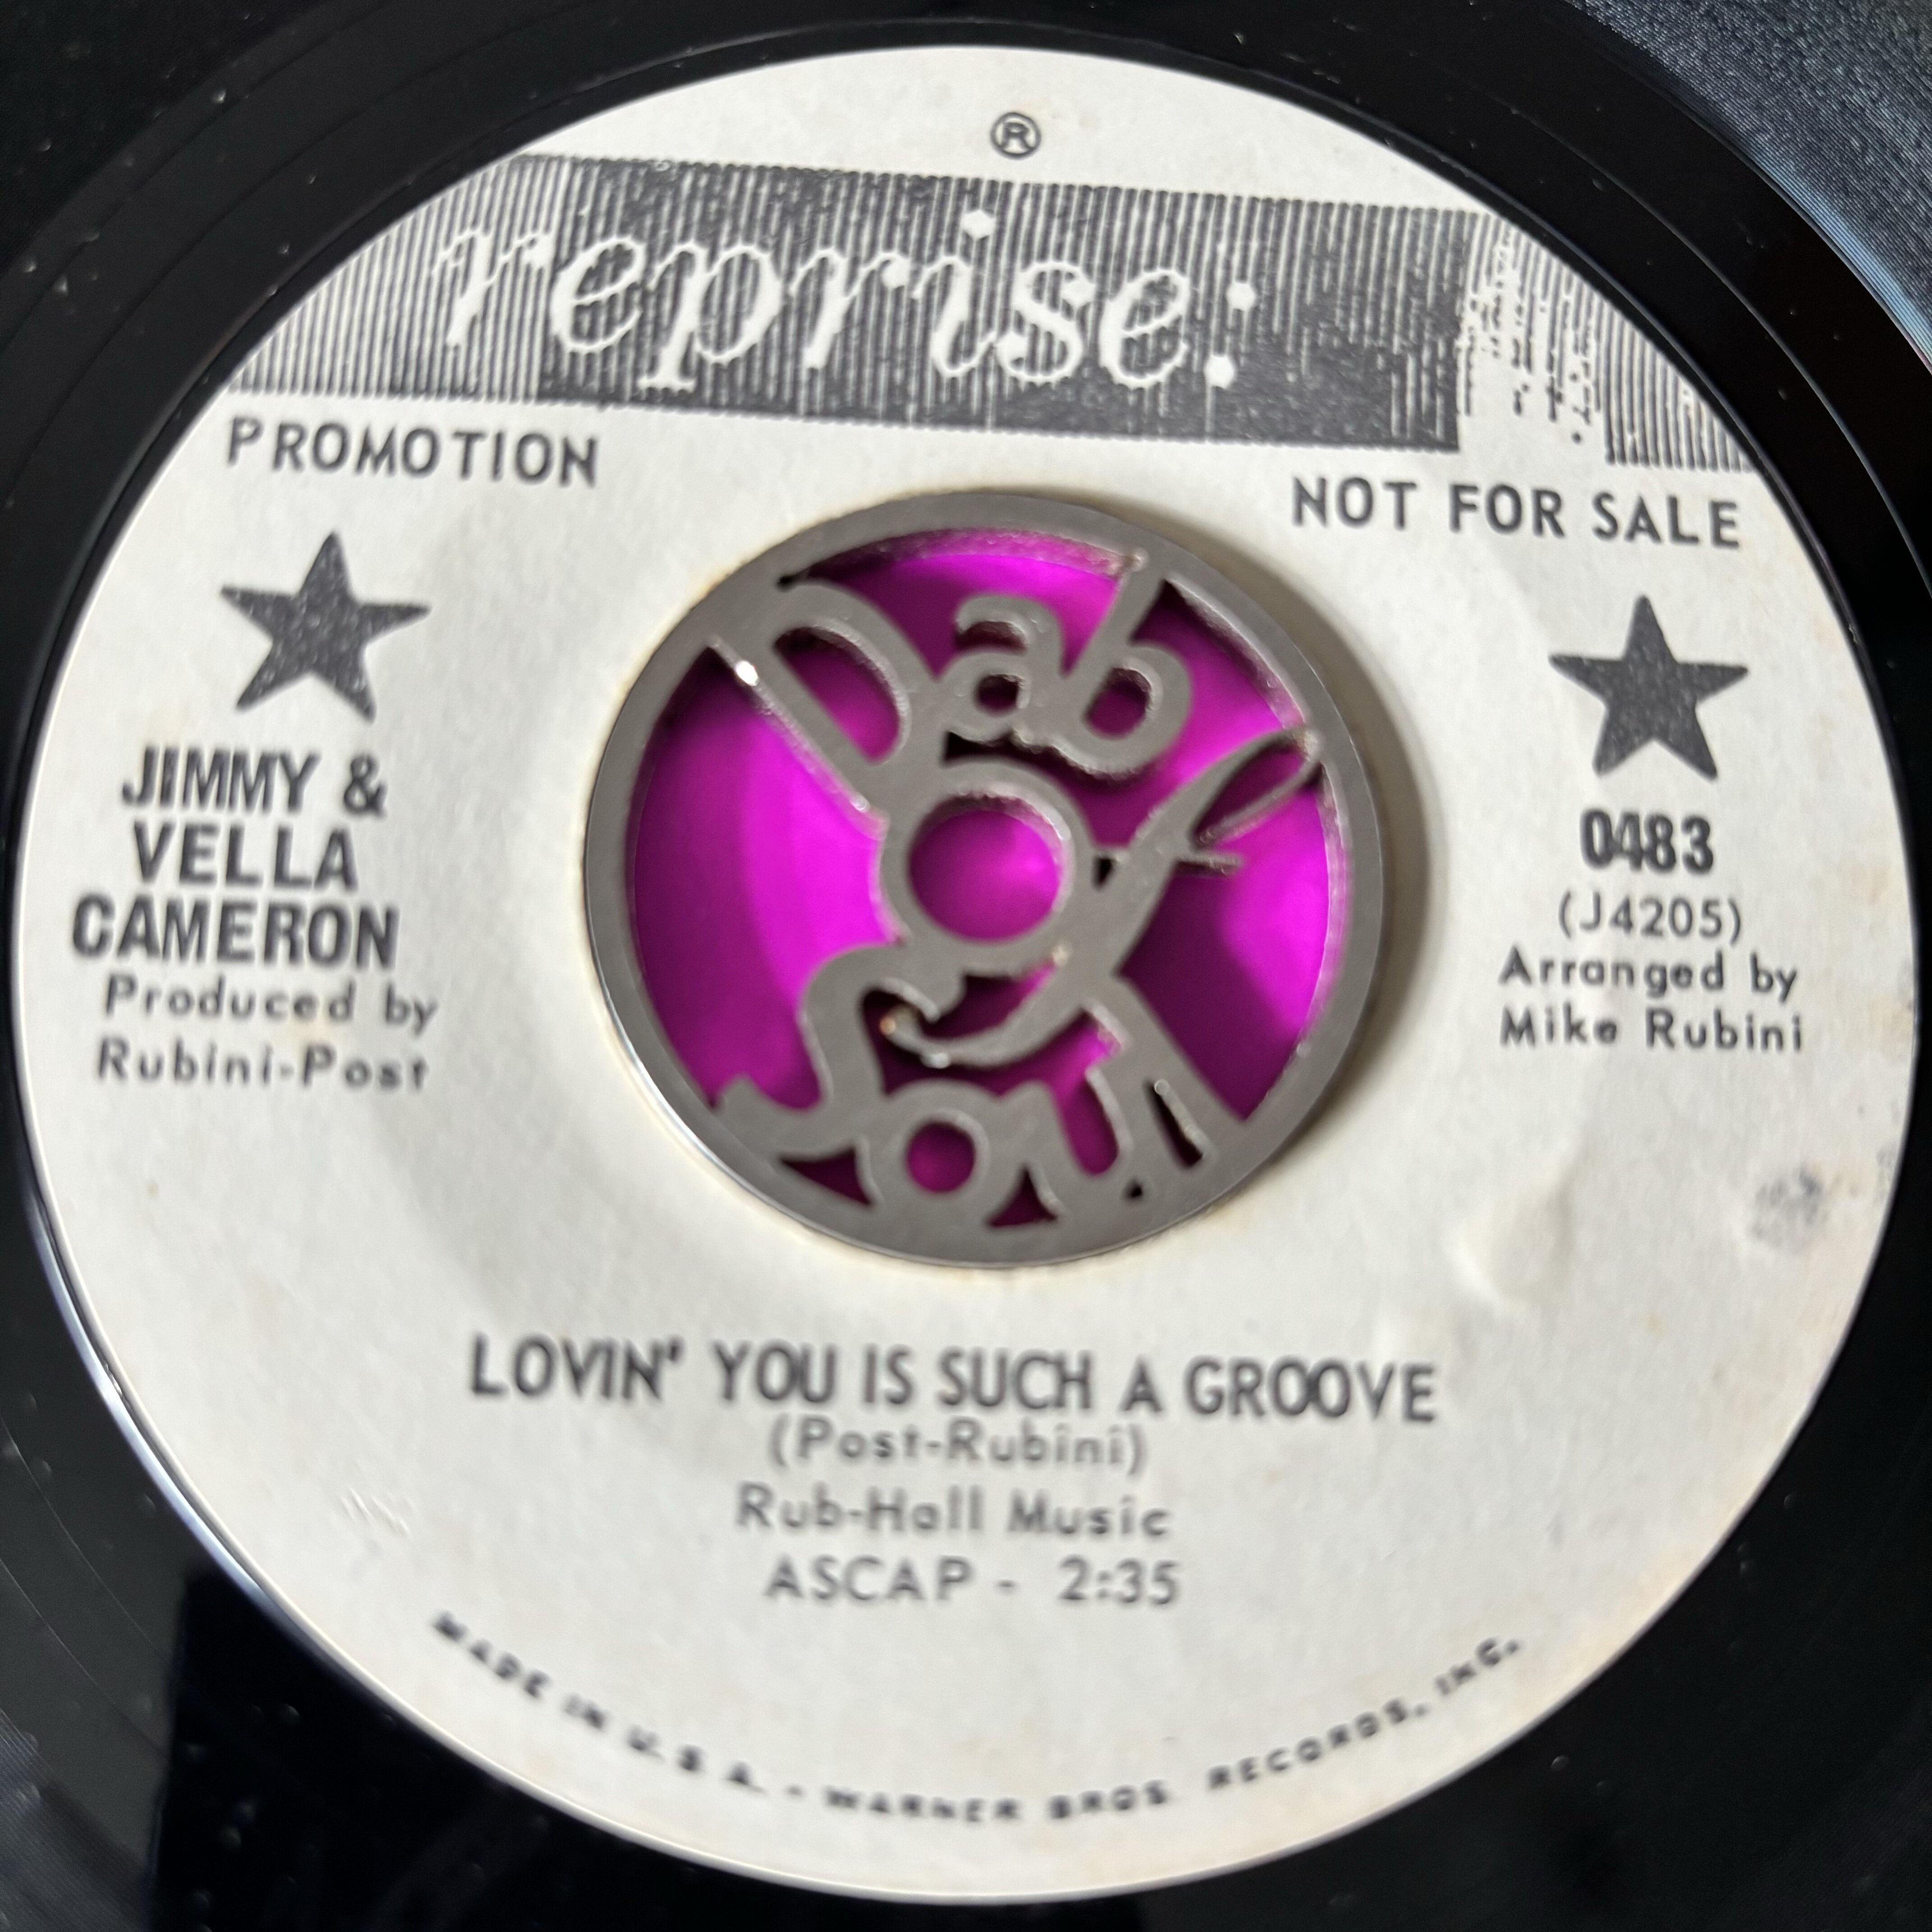 ®
reprise:
PROMOTION
NOT FOR SALE
JIMMY &
VELLA
CAMERON
Produced by
Rubini-Post
Dab
of
Soul
0483
(J4205)
Arranged by
Mike Rubini
LOVIN' YOU IS SUCH A GROOVE
(Post-Rubini)
Rub-Hall Music
ASCAP - 2:35
MADE IN U.S.A. - WARNER BROS. RECORDS, INC.